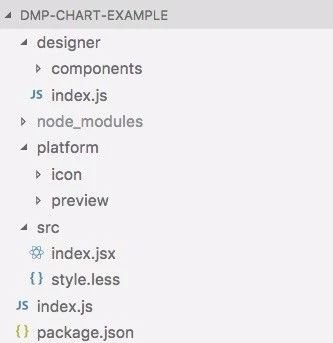 DMP-CHART-EXAMPLE
designer
components
JS index.js
node_modules
platform
icon
preview
src
index.jsx
{ } style.less
JS index.js
{ } package.json